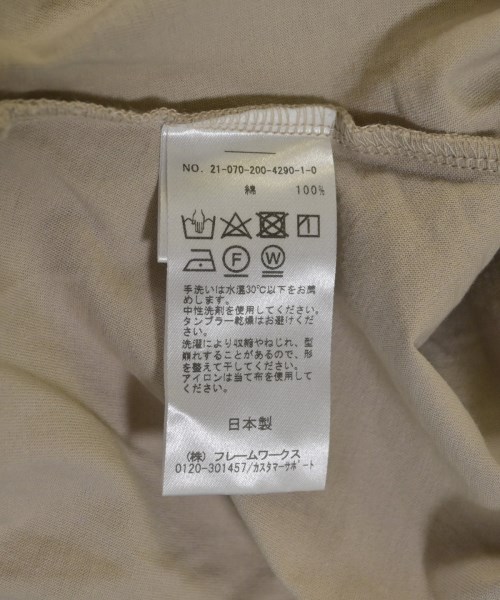 NO. 21-070-200-4290-1-0
綿 100%
F W
手洗いは水温30℃以下をお薦
めします。
中性洗剤を使用してください。
タンブラー乾燥はお避けくだ
さい。
洗濯により収縮やねじれ、型
崩れすることがあるので、形
を整えて干してください。
アイロンは当て布を使用して
ください。
日本製
(株) フレームワークス
0120-301457/カスタマーサポート